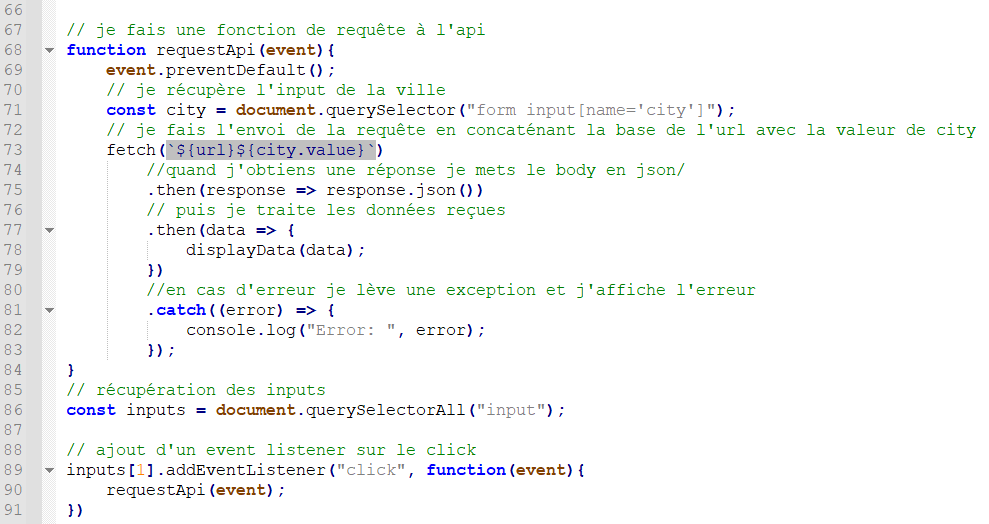 66
67 // je fais une fonction de requête à l'api
68 function requestApi(event){
69 event.preventDefault();
70 // je récupère l'input de la ville
71 const city = document.querySelector("form input[name='city']");
72 // je fais l'envoi de la requête en concaténant la base de l'url avec la valeur de city
73 fetch(`${url}${city.value}`)
74 //quand j'obtiens une réponse je mets le body en json/
75 .then(response => response.json())
76 // puis je traite les données reçues
77 .then(data => {
78 displayData(data);
79 })
80 //en cas d'erreur je lève une exception et j'affiche l'erreur
81 .catch((error) => {
82 console.log("Error: ", error);
83 });
84 }
85 // récupération des inputs
86 const inputs = document.querySelectorAll("input");
87
88 // ajout d'un event listener sur le click
89 inputs[1].addEventListener("click", function(event){
90 requestApi(event);
91 })